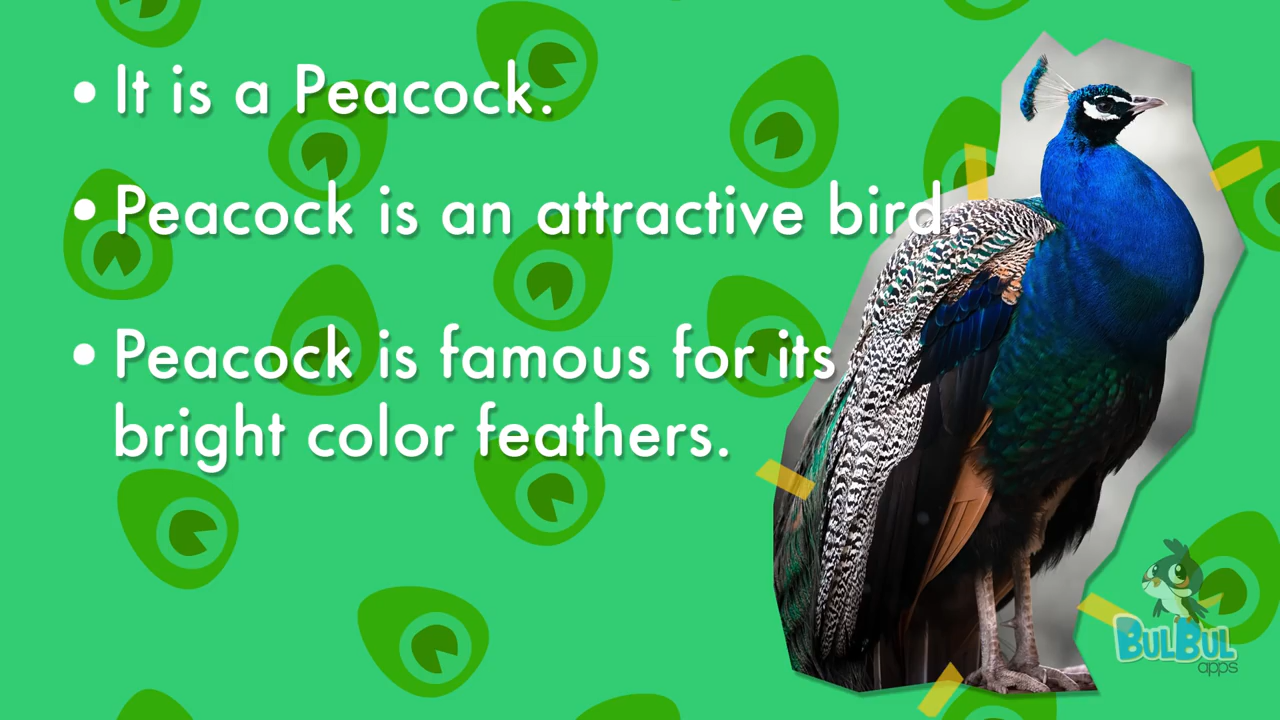 • It is a Peacock.
• Peacock is an attractive bird.
• Peacock is famous for its
bright color feathers.
BULBUL
apps